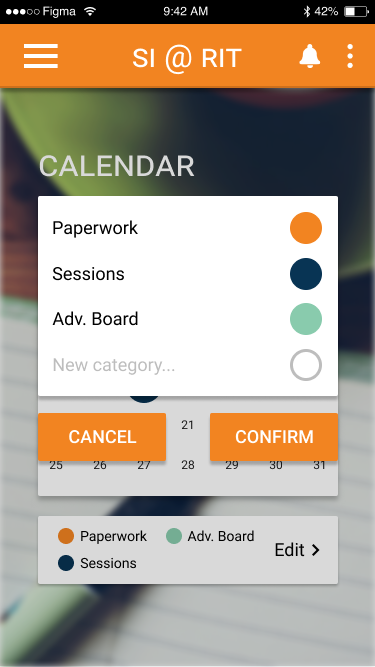 Figma 9:42 AM 42%
SI @ RIT
CALENDAR
Paperwork
Sessions
Adv. Board
New category...
21
CANCEL CONFIRM
25 26 27 28 29 30 31
Paperwork Adv. Board
Sessions
Edit